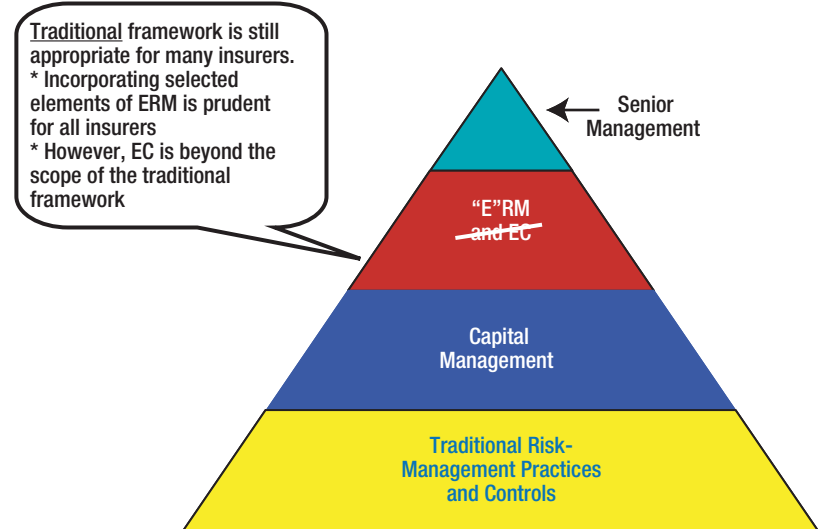 Traditional framework is still
appropriate for many insurers.
* Incorporating selected
elements of ERM is prudent
for all insurers
* However, EC is beyond the
scope of the traditional
framework
Senior
Management
“E”RM
and EC
Capital
Management
Traditional Risk-
Management Practices
and Controls